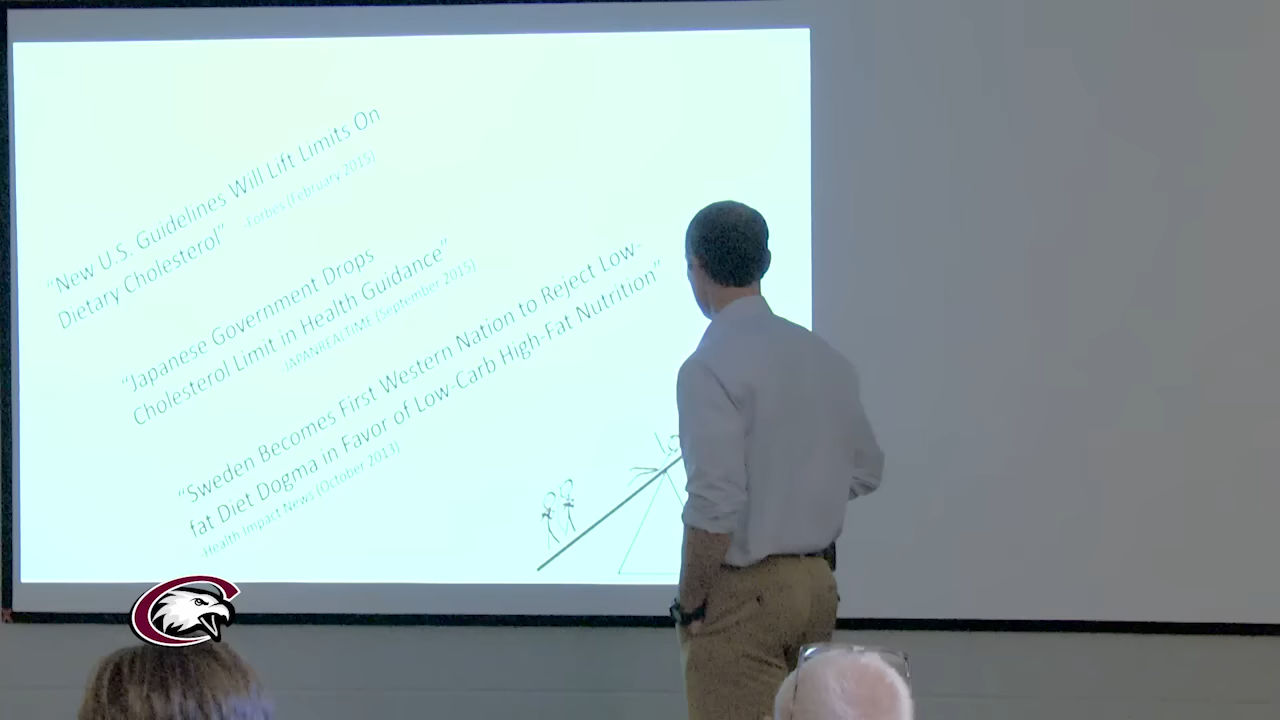 "New U.S. Guidelines Will Lift Limits On
Dietary Cholesterol" -Forbes (February 2015)
"Japanese Government Drops
Cholesterol Limit in Health Guidance"
-JAPANREALTIME (September 2015)
"Sweden Becomes First Western Nation to Reject Low-
fat Diet Dogma in Favor of Low-Carb High-Fat Nutrition"
-Health Impact News (October 2013)